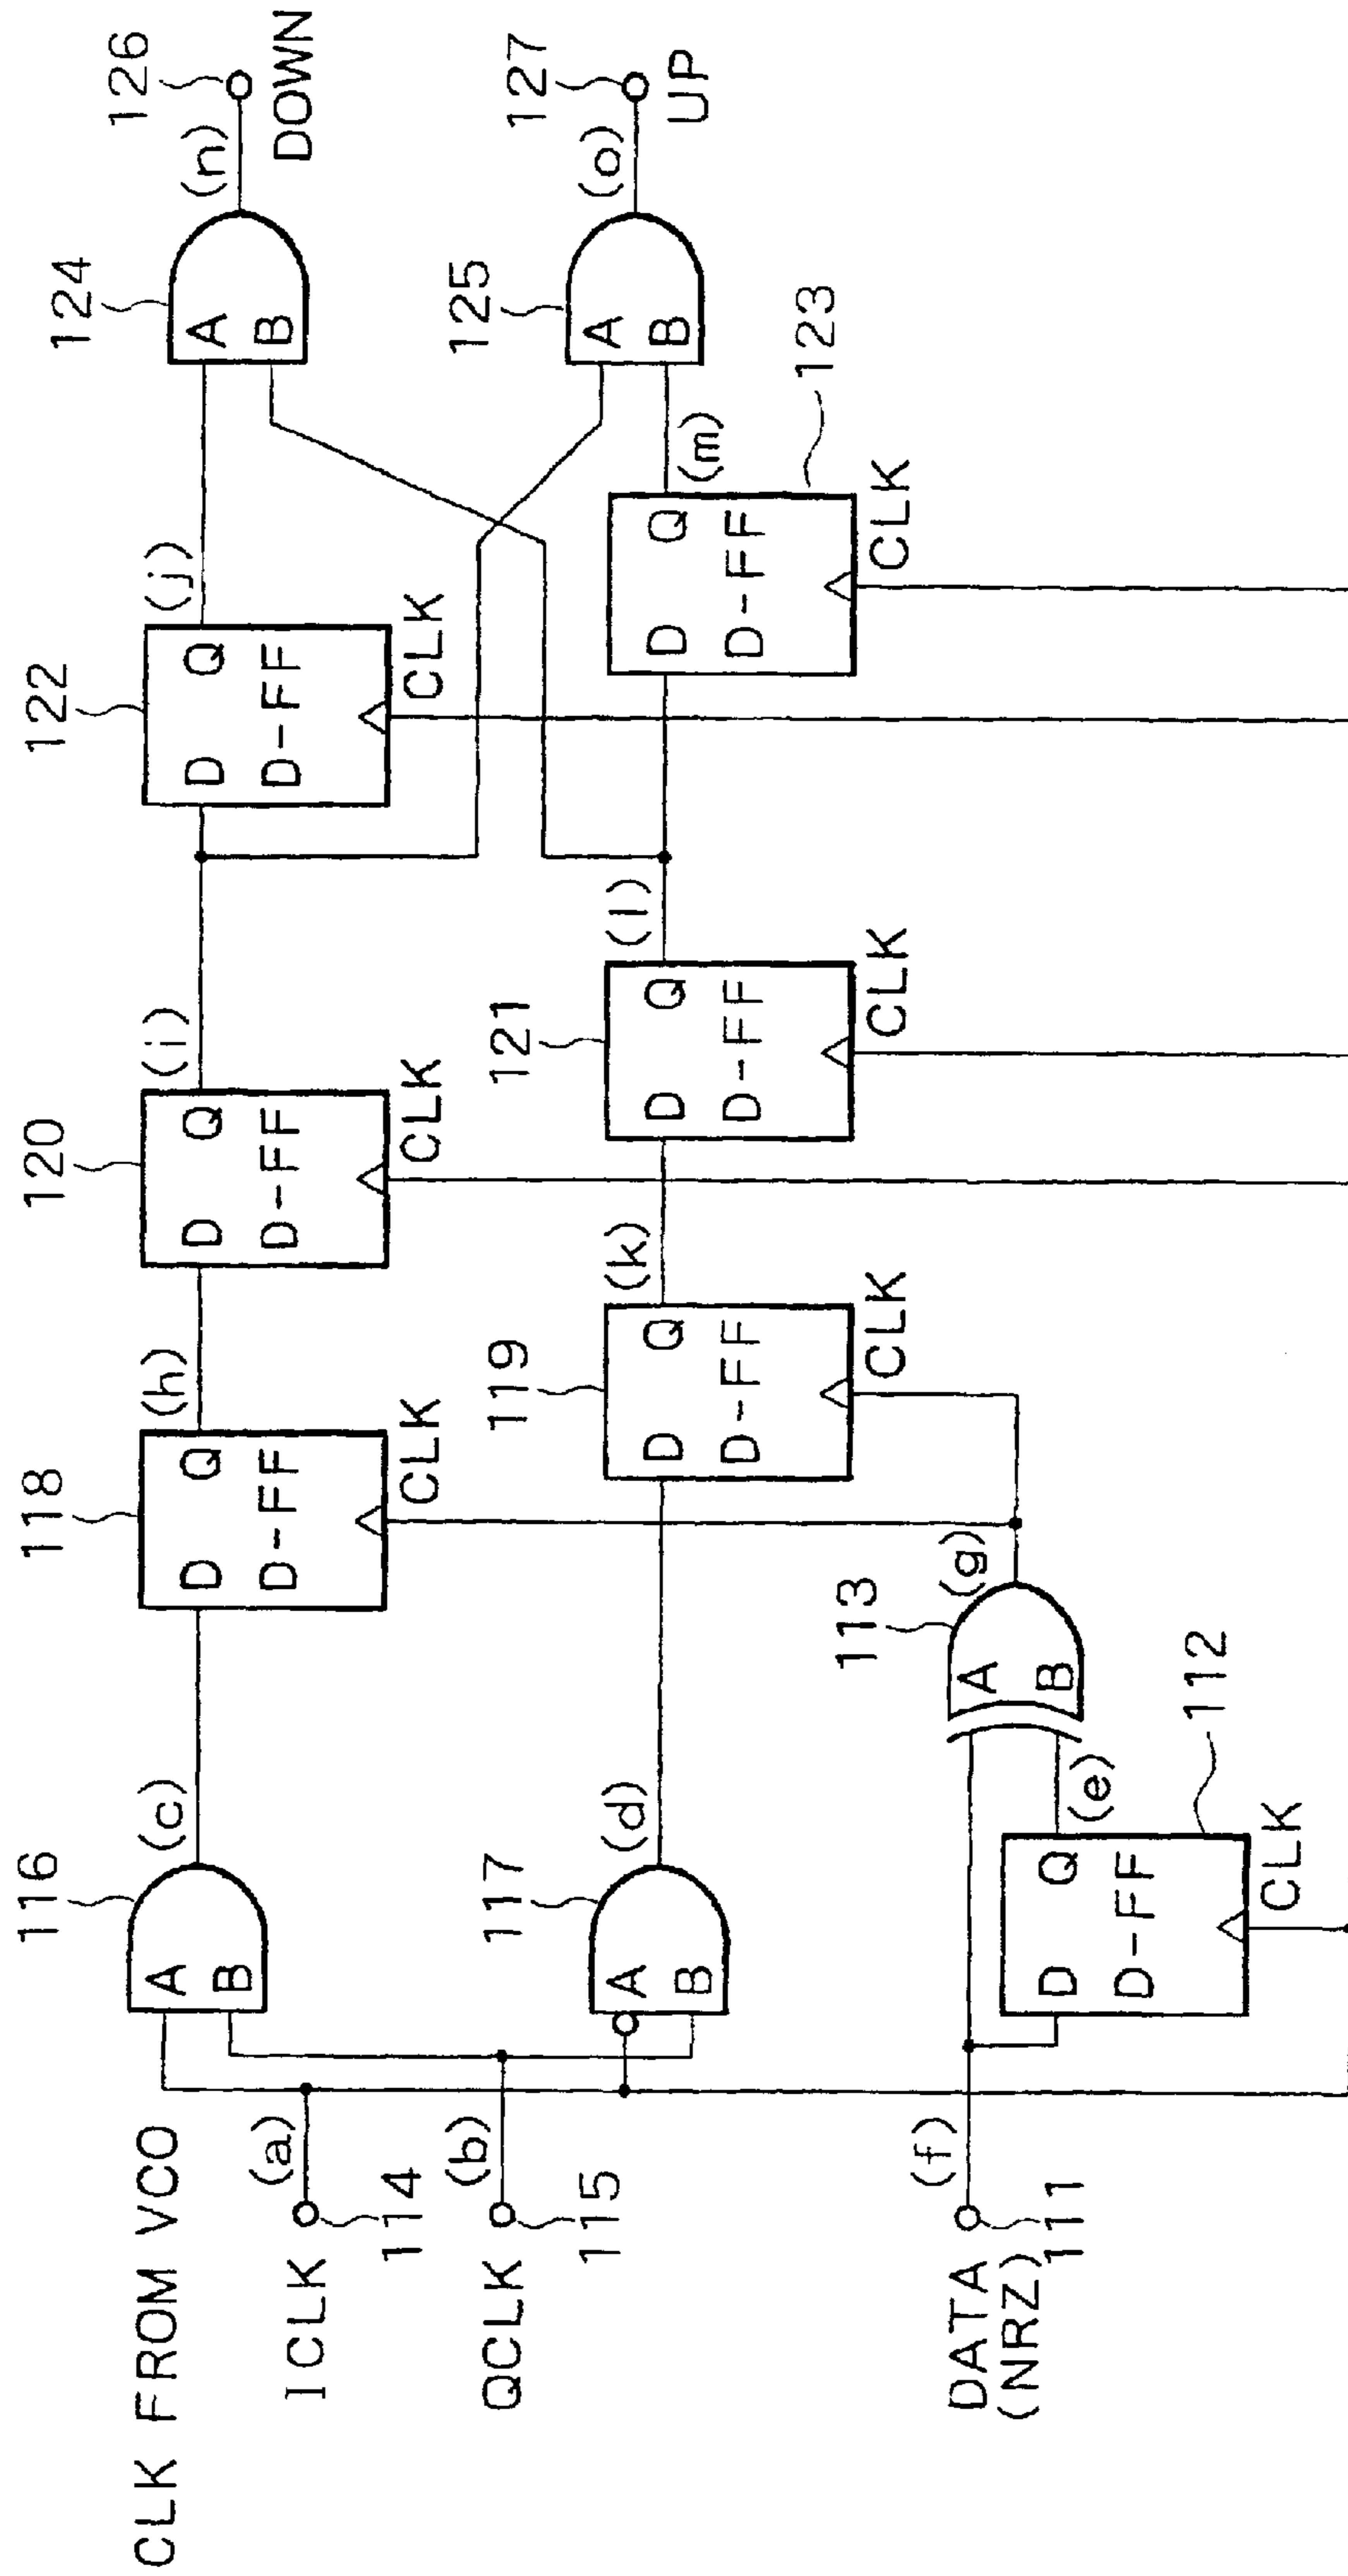 CLK FROM VCO
ICLK
114
(a)
QCLK
115
(b)
DATA
(NRZ)
111
(f)
116
A
B
(c)
117
A
B
(d)
112
D Q
D-FF
CLK
(e)
113
A
B
(g)
118
D Q
D-FF
CLK
(h)
119
D Q
D-FF
CLK
(k)
120
D Q
D-FF
CLK
(i)
121
D Q
D-FF
CLK
(l)
122
D Q
D-FF
CLK
(j)
123
D Q
D-FF
CLK
(m)
124
A
B
(n)
126
DOWN
125
A
B
(o)
127
UP